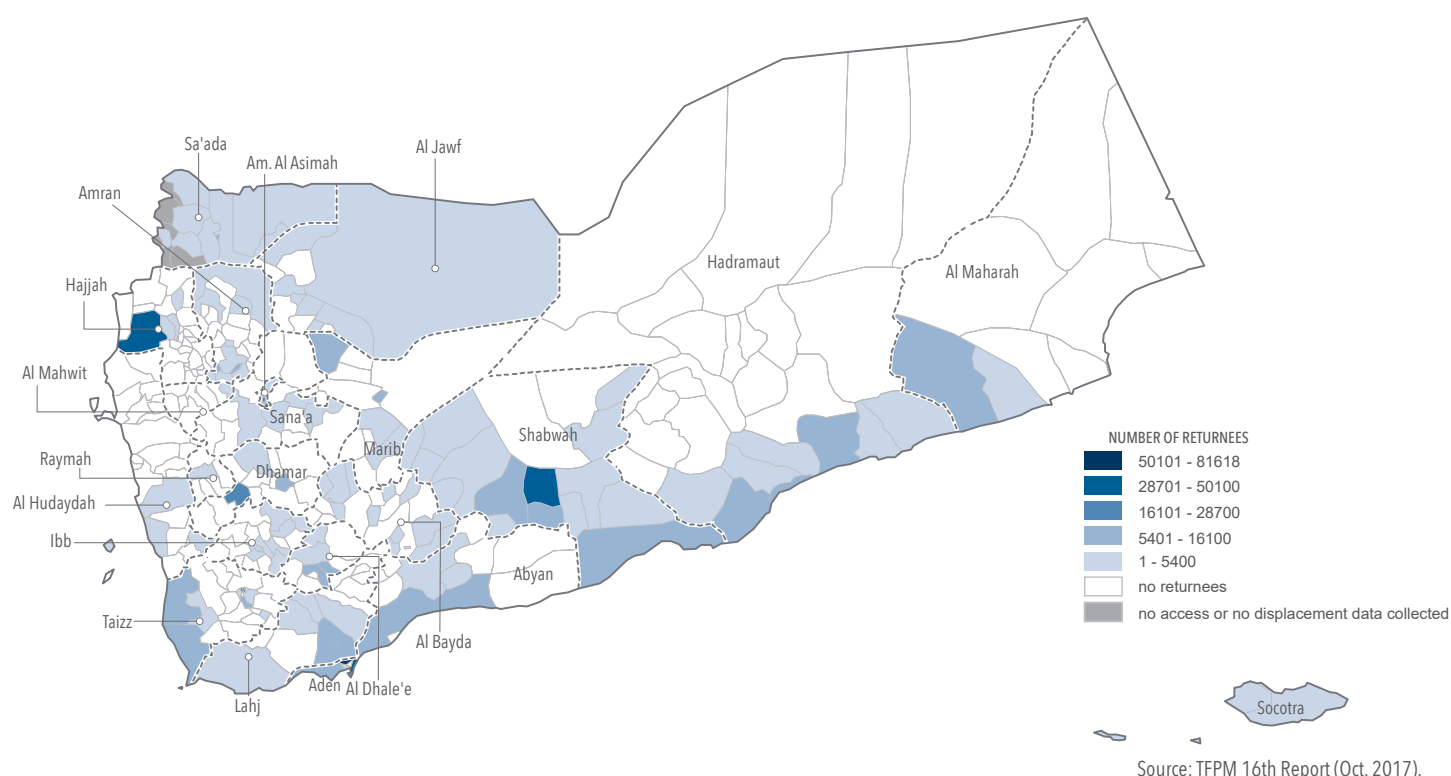 Sa'ada
Al Jawf
Am. Al Asimah
Amran
Hadramaut
Al Maharah
Hajjah
Al Mahwit
Sana'a
Shabwah
Marib
Raymah
Dhamar
Al Hudaydah
Ibb
Abyan
Taizz
Al Bayda
Aden
Al Dhale'e
Lahj
NUMBER OF RETURNEES
50101 - 81618
28701 - 50100
16101 - 28700
5401 - 16100
1 - 5400
no returnees
no access or no displacement data collected
Socotra
Source: TFPM 16th Report (Oct. 2017).